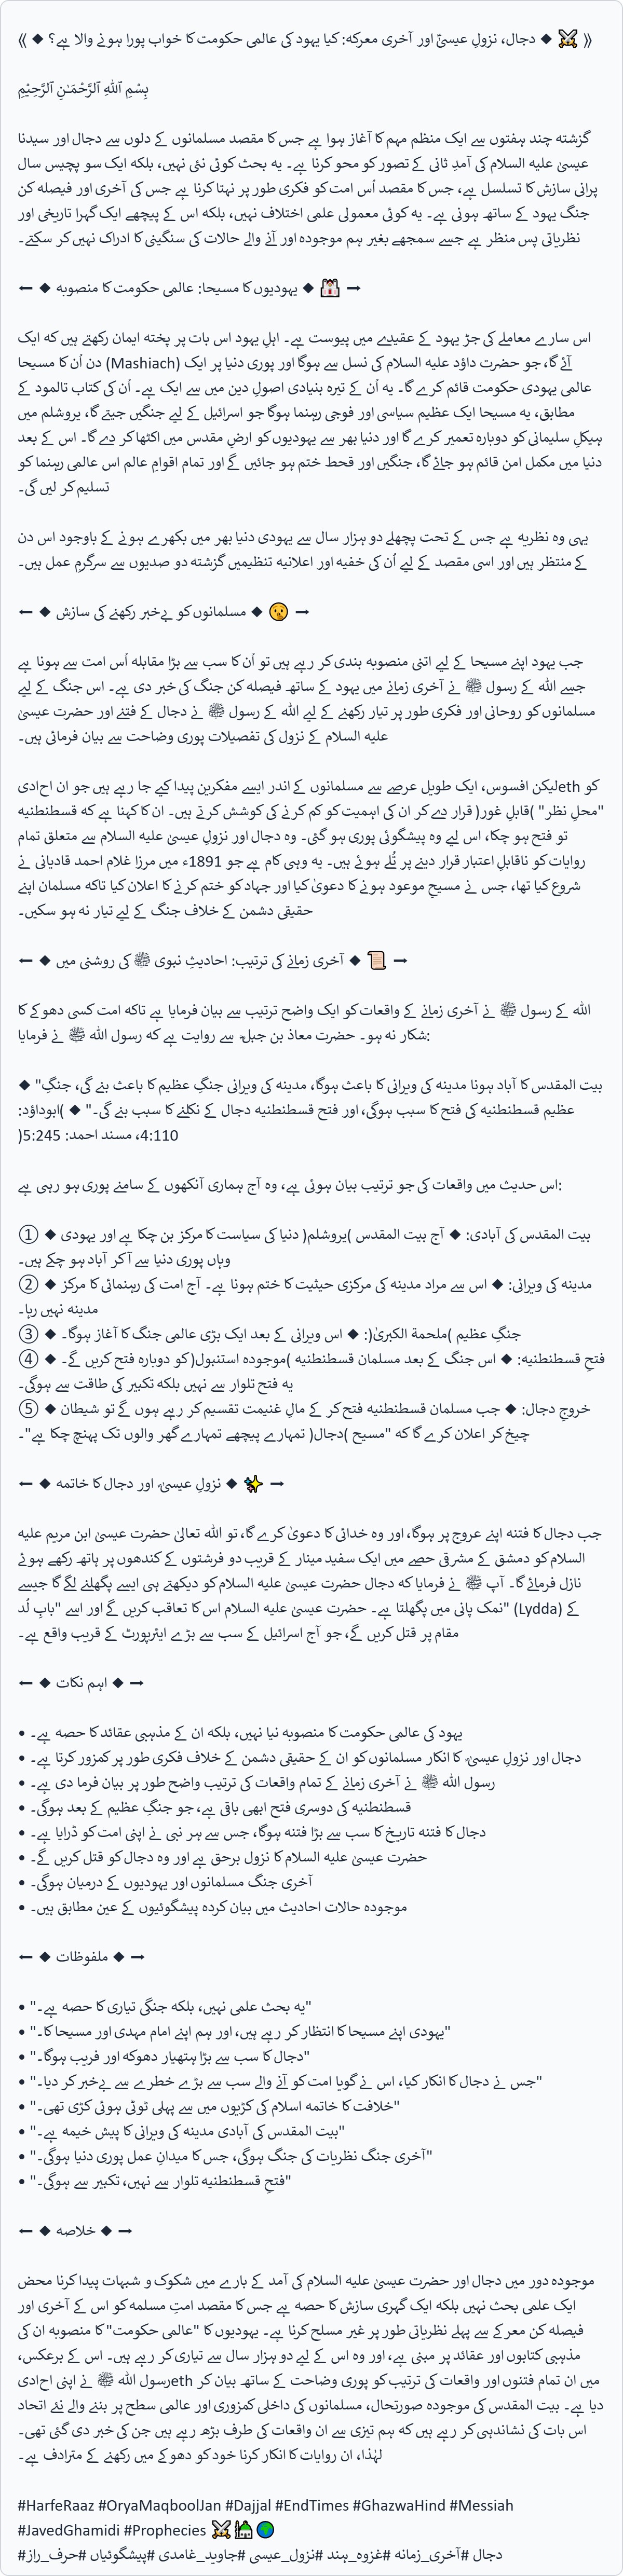 《 ⚔️ ◆ دجال، نزولِ عیسیٰؑ اور آخری معرکہ: کیا یہود کی عالمی حکومت کا خواب پورا ہونے والا ہے؟ ◆ 》
بِسْمِ ٱللَّهِ ٱلرَّحْمَـٰنِ ٱلرَّحِيْمِ
گزشتہ چند ہفتوں سے ایک منظم مہم کا آغاز ہوا ہے جس کا مقصد مسلمانوں کے دلوں سے دجال اور سیدنا
عیسیٰ علیہ السلام کی آمدِ ثانی کے تصور کو محو کرنا ہے۔ یہ بحث کوئی نئی نہیں، بلکہ ایک سو پچیس سال
پرانی سازش کا تسلسل ہے، جس کا مقصد اُس امت کو فکری طور پر نہتا کرنا ہے جس کی آخری اور فیصلہ کن
جنگ یہود کے ساتھ ہونی ہے۔ یہ کوئی معمولی علمی اختلاف نہیں، بلکہ اس کے پیچھے ایک گہرا تاریخی اور
نظریاتی پس منظر ہے جسے سمجھے بغیر ہم موجودہ اور آنے والے حالات کی سنگینی کا ادراک نہیں کر سکتے۔
← ◆ یہودیوں کا مسیحا: عالمی حکومت کا منصوبہ ◆ 🏰 →
اس سارے معاملے کی جڑ یہود کے عقیدے میں پیوست ہے۔ اہلِ یہود اس بات پر پختہ ایمان رکھتے ہیں کہ ایک
دن اُن کا مسیحا (Mashiach) آئے گا، جو حضرت داؤد علیہ السلام کی نسل سے ہوگا اور پوری دنیا پر ایک
عالمی یہودی حکومت قائم کرے گا۔ یہ اُن کے تیرہ بنیادی اصولِ دین میں سے ایک ہے۔ اُن کی کتاب تالمود کے
مطابق، یہ مسیحا ایک عظیم سیاسی اور فوجی رہنما ہوگا جو اسرائیل کے لیے جنگیں جیتے گا، یروشلم میں
ہیکلِ سلیمانی کو دوبارہ تعمیر کرے گا اور دنیا بھر سے یہودیوں کو ارضِ مقدس میں اکٹھا کر دے گا۔ اس کے بعد
دنیا میں مکمل امن قائم ہو جائے گا، جنگیں اور قحط ختم ہو جائیں گے اور تمام اقوامِ عالم اس عالمی رہنما کو
تسلیم کر لیں گی۔
یہی وہ نظریہ ہے جس کے تحت پچھلے دو ہزار سال سے یہودی دنیا بھر میں بکھرے ہونے کے باوجود اس دن
کے منتظر ہیں اور اسی مقصد کے لیے اُن کی خفیہ اور اعلانیہ تنظیمیں گزشتہ دو صدیوں سے سرگرمِ عمل ہیں۔
← ◆ مسلمانوں کو بےخبر رکھنے کی سازش ◆ 🤫 →
جب یہود اپنے مسیحا کے لیے اتنی منصوبہ بندی کر رہے ہیں تو اُن کا سب سے بڑا مقابلہ اُس امت سے ہونا ہے
جسے اللہ کے رسول ﷺ نے آخری زمانے میں یہود کے ساتھ فیصلہ کن جنگ کی خبر دی ہے۔ اس جنگ کے لیے
مسلمانوں کو روحانی اور فکری طور پر تیار رکھنے کے لیے اللہ کے رسول ﷺ نے دجال کے فتنے اور حضرت عیسیٰ
علیہ السلام کے نزول کی تفصیلات پوری وضاحت سے بیان فرمائی ہیں۔
لیکن افسوس، ایک طویل عرصے سے مسلمانوں کے اندر ایسے مفکرین پیدا کیے جا رہے ہیں جو ان احادیeth کو
"محلِ نظر" )قابلِ غور( قرار دے کر ان کی اہمیت کو کم کرنے کی کوشش کرتے ہیں۔ ان کا کہنا ہے کہ قسطنطنیہ
تو فتح ہو چکا، اس لیے وہ پیشگوئی پوری ہو گئی۔ وہ دجال اور نزولِ عیسیٰ علیہ السلام سے متعلق تمام
روایات کو ناقابلِ اعتبار قرار دینے پر تُلے ہوئے ہیں۔ یہ وہی کام ہے جو 1891ء میں مرزا غلام احمد قادیانی نے
شروع کیا تھا، جس نے مسیحِ موعود ہونے کا دعویٰ کیا اور جہاد کو ختم کرنے کا اعلان کیا تاکہ مسلمان اپنے
حقیقی دشمن کے خلاف جنگ کے لیے تیار نہ ہو سکیں۔
← ◆ آخری زمانے کی ترتیب: احادیثِ نبوی ﷺ کی روشنی میں ◆ 📜 →
اللہ کے رسول ﷺ نے آخری زمانے کے واقعات کو ایک واضح ترتیب سے بیان فرمایا ہے تاکہ امت کسی دھوکے کا
شکار نہ ہو۔ حضرت معاذ بن جبلؓ سے روایت ہے کہ رسول اللہ ﷺ نے فرمایا:
◆ "بیت المقدس کا آباد ہونا مدینہ کی ویرانی کا باعث ہوگا، مدینہ کی ویرانی جنگِ عظیم کا باعث بنے گی، جنگِ
عظیم قسطنطنیہ کی فتح کا سبب ہوگی، اور فتح قسطنطنیہ دجال کے نکلنے کا سبب بنے گی۔" ◆ )ابوداؤد:
4:110، مسند احمد: 5:245(
اس حدیث میں واقعات کی جو ترتیب بیان ہوئی ہے، وہ آج ہماری آنکھوں کے سامنے پوری ہو رہی ہے:
① ◆ بیت المقدس کی آبادی: ◆ آج بیت المقدس )یروشلم( دنیا کی سیاست کا مرکز بن چکا ہے اور یہودی
وہاں پوری دنیا سے آ کر آباد ہو چکے ہیں۔
② ◆ مدینہ کی ویرانی: ◆ اس سے مراد مدینہ کی مرکزی حیثیت کا ختم ہونا ہے۔ آج امت کی رہنمائی کا مرکز
مدینہ نہیں رہا۔
③ ◆ جنگِ عظیم )ملحمة الکبریٰ(: ◆ اس ویرانی کے بعد ایک بڑی عالمی جنگ کا آغاز ہوگا۔
④ ◆ فتحِ قسطنطنیہ: ◆ اس جنگ کے بعد مسلمان قسطنطنیہ )موجودہ استنبول( کو دوبارہ فتح کریں گے۔
یہ فتح تلوار سے نہیں بلکہ تکبیر کی طاقت سے ہوگی۔
⑤ ◆ خروجِ دجال: ◆ جب مسلمان قسطنطنیہ فتح کر کے مالِ غنیمت تقسیم کر رہے ہوں گے تو شیطان
چیخ کر اعلان کرے گا کہ "مسیح )دجال( تمہارے پیچھے تمہارے گھر والوں تک پہنچ چکا ہے"۔
← ◆ نزولِ عیسیٰؑ اور دجال کا خاتمہ ◆ ✨ →
جب دجال کا فتنہ اپنے عروج پر ہوگا، اور وہ خدائی کا دعویٰ کرے گا، تو اللہ تعالیٰ حضرت عیسیٰ ابن مریم علیہ
السلام کو دمشق کے مشرقی حصے میں ایک سفید مینار کے قریب دو فرشتوں کے کندھوں پر ہاتھ رکھے ہوئے
نازل فرمائے گا۔ آپ ﷺ نے فرمایا کہ دجال حضرت عیسیٰ علیہ السلام کو دیکھتے ہی ایسے پگھلنے لگے گا جیسے
نمک پانی میں پگھلتا ہے۔ حضرت عیسیٰ علیہ السلام اس کا تعاقب کریں گے اور اسے "بابِ لُد" (Lydda) کے
مقام پر قتل کریں گے، جو آج اسرائیل کے سب سے بڑے ایئرپورٹ کے قریب واقع ہے۔
← ◆ اہم نکات ◆ →
• یہود کی عالمی حکومت کا منصوبہ نیا نہیں، بلکہ ان کے مذہبی عقائد کا حصہ ہے۔
• دجال اور نزولِ عیسیٰؑ کا انکار مسلمانوں کو ان کے حقیقی دشمن کے خلاف فکری طور پر کمزور کرتا ہے۔
• رسول اللہ ﷺ نے آخری زمانے کے تمام واقعات کی ترتیب واضح طور پر بیان فرما دی ہے۔
• قسطنطنیہ کی دوسری فتح ابھی باقی ہے، جو جنگِ عظیم کے بعد ہوگی۔
• دجال کا فتنہ تاریخ کا سب سے بڑا فتنہ ہوگا، جس سے ہر نبی نے اپنی امت کو ڈرایا ہے۔
• حضرت عیسیٰ علیہ السلام کا نزول برحق ہے اور وہ دجال کو قتل کریں گے۔
• آخری جنگ مسلمانوں اور یہودیوں کے درمیان ہوگی۔
• موجودہ حالات احادیث میں بیان کردہ پیشگوئیوں کے عین مطابق ہیں۔
← ◆ ملفوظات ◆ →
• "یہ بحث علمی نہیں، بلکہ جنگی تیاری کا حصہ ہے۔"
• "یہودی اپنے مسیحا کا انتظار کر رہے ہیں، اور ہم اپنے امام مہدی اور مسیحا کا۔"
• "دجال کا سب سے بڑا ہتھیار دھوکہ اور فریب ہوگا۔"
• "جس نے دجال کا انکار کیا، اس نے گویا امت کو آنے والے سب سے بڑے خطرے سے بےخبر کر دیا۔"
• "خلافت کا خاتمہ اسلام کی کڑیوں میں سے پہلی ٹوٹی ہوئی کڑی تھی۔"
• "بیت المقدس کی آبادی مدینہ کی ویرانی کا پیش خیمہ ہے۔"
• "آخری جنگ نظریات کی جنگ ہوگی، جس کا میدانِ عمل پوری دنیا ہوگی۔"
• "فتحِ قسطنطنیہ تلوار سے نہیں، تکبیر سے ہوگی۔"
← ◆ خلاصہ ◆ →
موجودہ دور میں دجال اور حضرت عیسیٰ علیہ السلام کی آمد کے بارے میں شکوک و شبہات پیدا کرنا محض
ایک علمی بحث نہیں بلکہ ایک گہری سازش کا حصہ ہے جس کا مقصد امتِ مسلمہ کو اس کے آخری اور
فیصلہ کن معرکے سے پہلے نظریاتی طور پر غیر مسلح کرنا ہے۔ یہودیوں کا "عالمی حکومت" کا منصوبہ ان کی
مذہبی کتابوں اور عقائد پر مبنی ہے، اور وہ اس کے لیے دو ہزار سال سے تیاری کر رہے ہیں۔ اس کے برعکس،
رسول اللہ ﷺ نے اپنی احادیeth میں ان تمام فتنوں اور واقعات کی ترتیب کو پوری وضاحت کے ساتھ بیان کر
دیا ہے۔ بیت المقدس کی موجودہ صورتحال، مسلمانوں کی داخلی کمزوری اور عالمی سطح پر بننے والے نئے اتحاد
اس بات کی نشاندہی کر رہے ہیں کہ ہم تیزی سے ان واقعات کی طرف بڑھ رہے ہیں جن کی خبر دی گئی تھی۔
لہٰذا، ان روایات کا انکار کرنا خود کو دھوکے میں رکھنے کے مترادف ہے۔
#HarfeRaaz #OryaMaqboolJan #Dajjal #EndTimes #GhazwaHind #Messiah
#JavedGhamidi #Prophecies ⚔️🕌🌍
#دجال #آخری_زمانہ #غزوہ_ہند #نزول_عیسی #جاوید_غامدی #پیشگوئیاں #حرف_راز